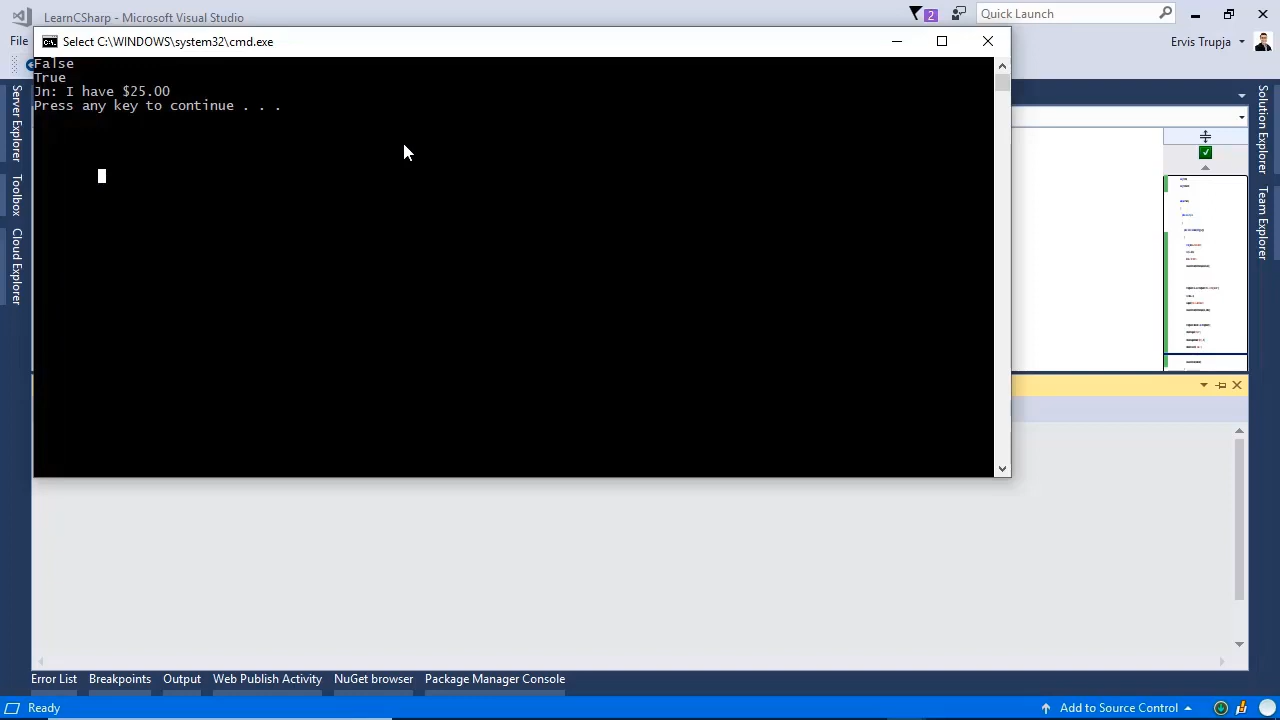 LearnCSharp - Microsoft Visual Studio
2
Quick Launch
File
Ervis Trupja
Select C:\WINDOWS\system32\cmd.exe
C:\.
False
True
Jn: I have $25.00
Press any key to continue . . .
Server Explorer
Toolbox
Cloud Explorer
Solution Explorer
Team Explorer
Error List
Breakpoints
Output
Web Publish Activity
NuGet browser
Package Manager Console
Ready
Add to Source Control